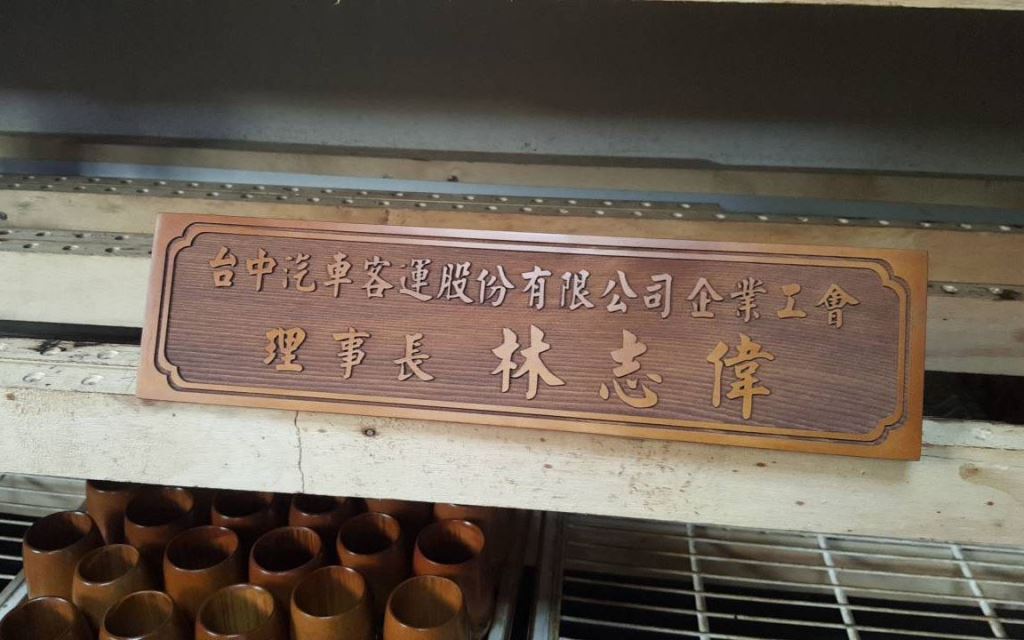 台中汽車客運股份有限公司企業工會
理事長 林志偉